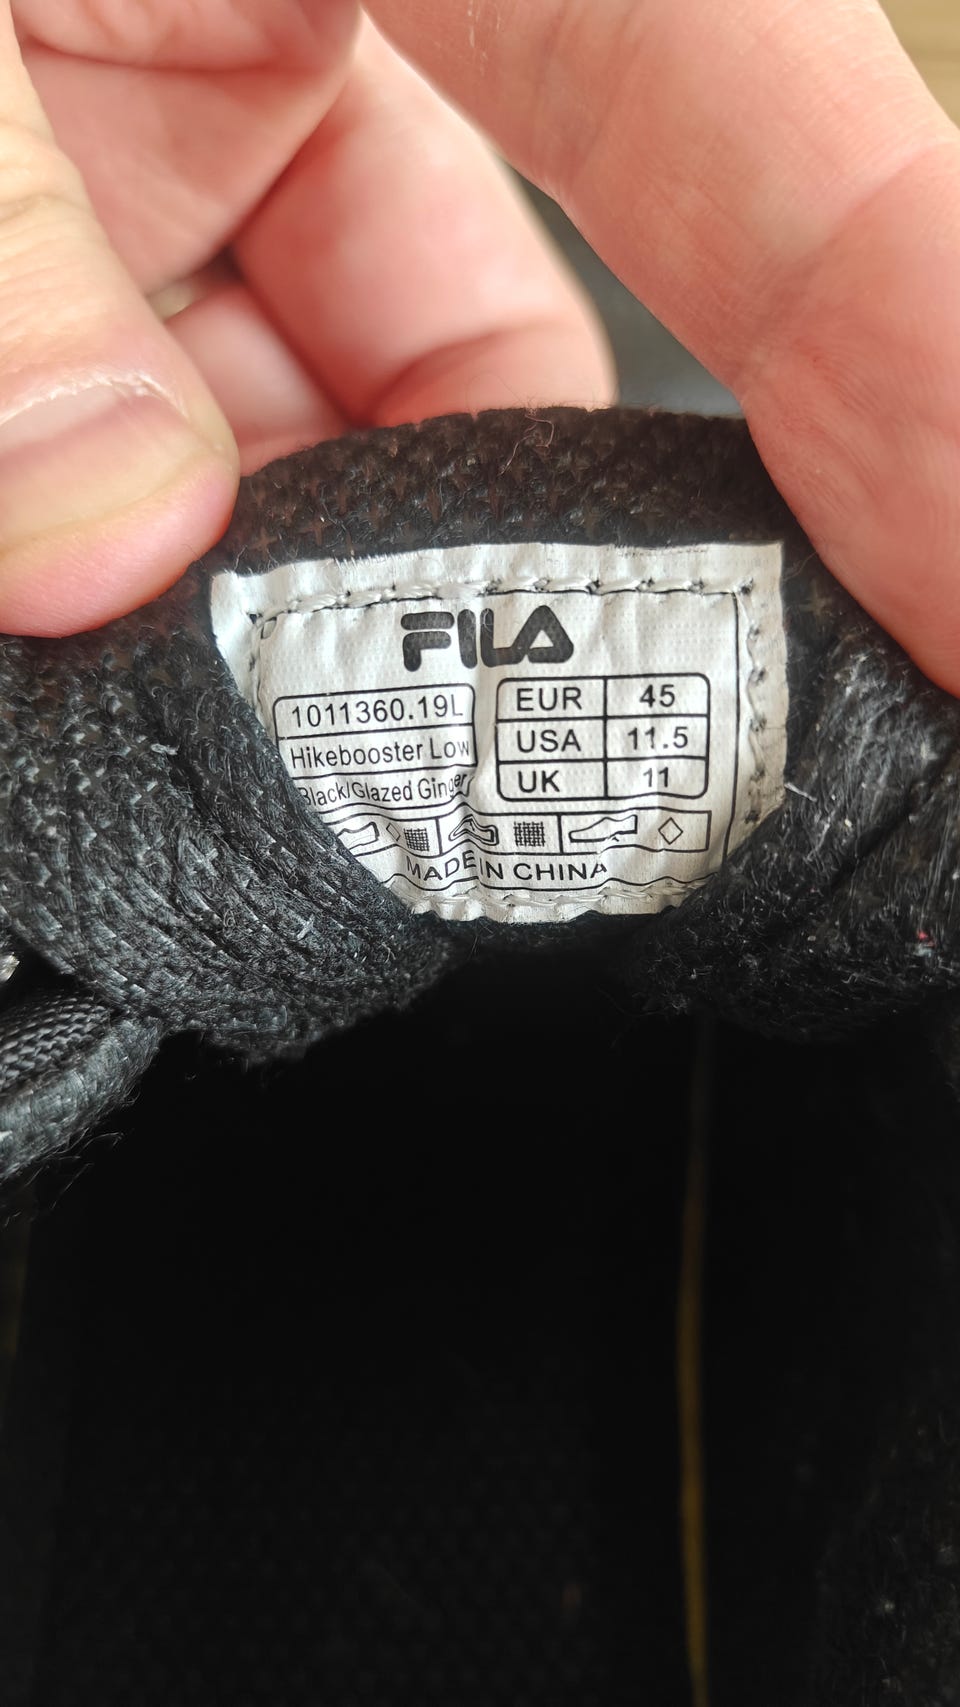 FILA
1011360.19L
Hikebooster Low
Black/Glazed Ginger
EUR 45
USA 11.5
UK 11
MADE IN CHINA